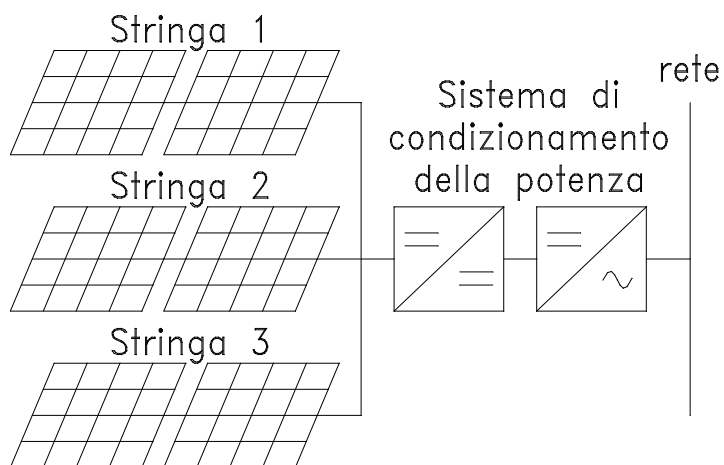 Stringa 1
rete
Sistema di
condizionamento
della potenza
Stringa 2
Stringa 3